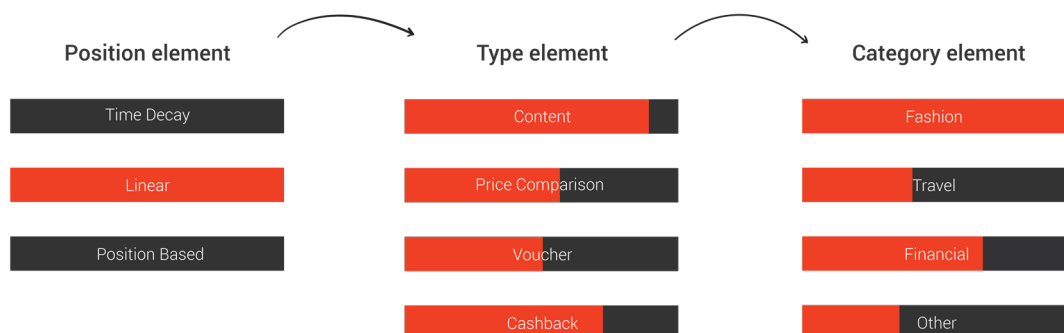 Position element
Type element
Category element
Time Decay
Content
Fashion
Linear
Price Comparison
Travel
Position Based
Voucher
Financial
Cashback
Other